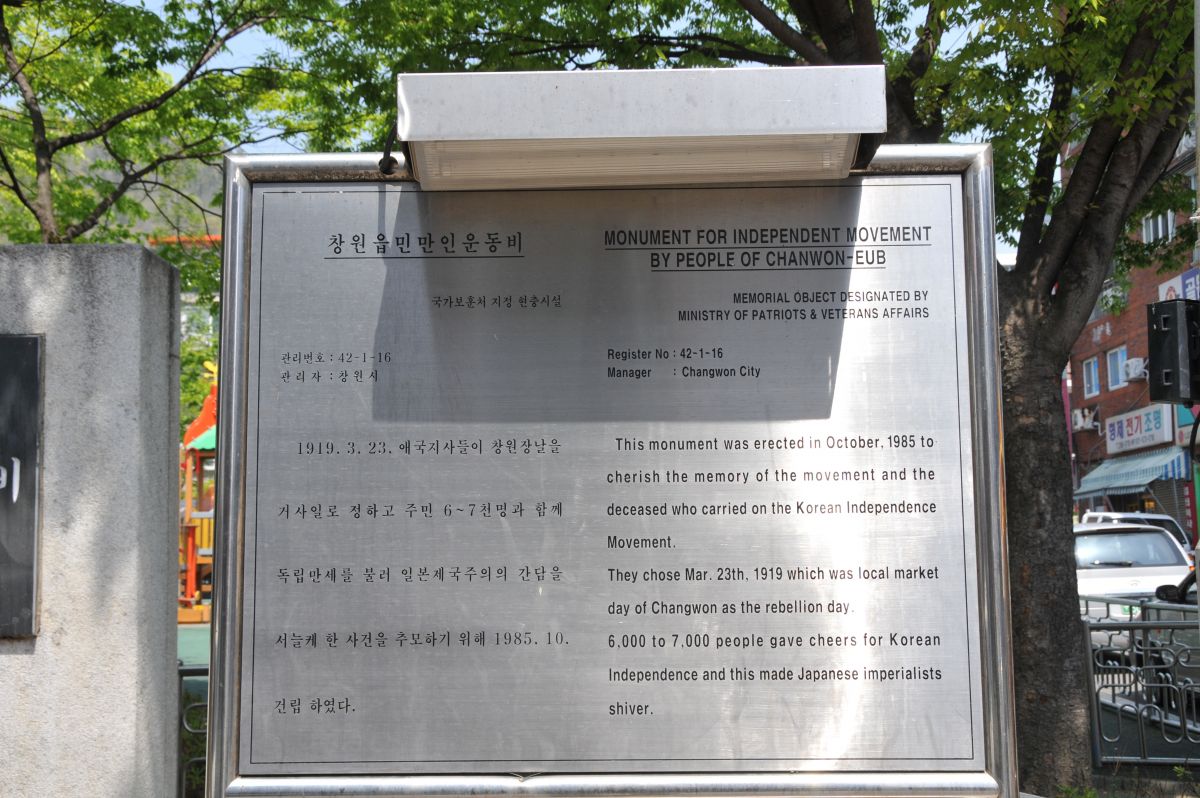 창원읍민만인운동비
국가보훈처 지정 현충시설
관리번호 : 42-1-16
관 리 자 : 창원시
1919. 3. 23. 애국지사들이 창원장날을
거사일로 정하고 주민 6~7천명과 함께
독립만세를 불러 일본제국주의의 간담을
서늘케 한 사건을 추모하기 위해 1985. 10.
건립 하였다.
MONUMENT FOR INDEPENDENT MOVEMENT
BY PEOPLE OF CHANWON-EUB
MEMORIAL OBJECT DESIGNATED BY
MINISTRY OF PATRIOTS & VETERANS AFFAIRS
Register No : 42-1-16
Manager : Changwon City
This monument was erected in October, 1985 to
cherish the memory of the movement and the
deceased who carried on the Korean Independence
Movement.
They chose Mar. 23th, 1919 which was local market
day of Changwon as the rebellion day.
6,000 to 7,000 people gave cheers for Korean
Independence and this made Japanese imperialists
shiver.
형제 전기조명
비